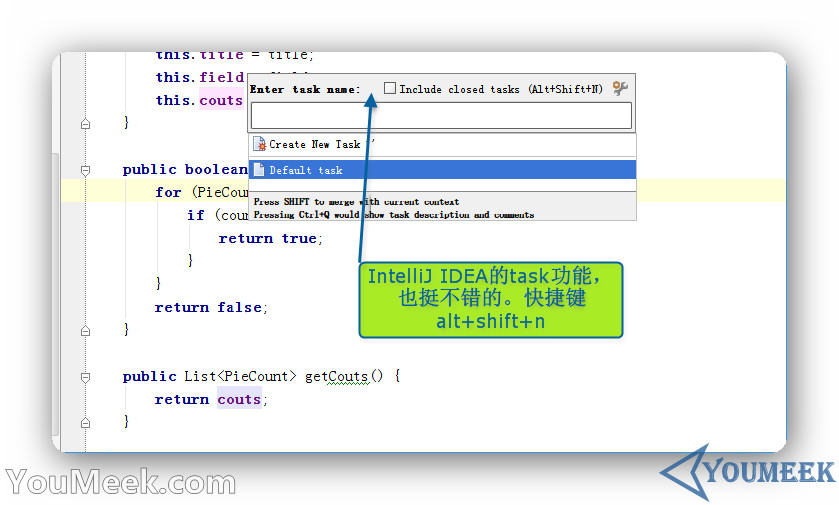 this.title = title;
this.field
Enter task name:
Include closed tasks (Alt+Shift+N)
this.couts
}
Create New Task ''
public boolean
Default task
for (PieCoun
Press SHIFT to merge with current context
if (coun
Pressing Ctrl+Q would show task description and comments
return true;
}
}
IntelliJ IDEA的task功能，
也挺不错的。快捷键
alt+shift+n
return false;
}
public List<PieCount> getCouts() {
return couts;
}
YouMeek.com
YOUMEEK